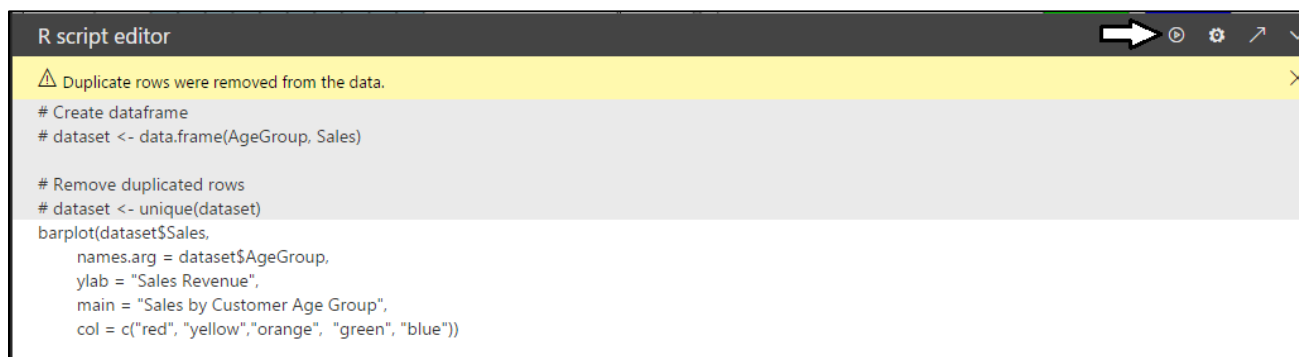 R script editor
Duplicate rows were removed from the data.
# Create dataframe
# dataset <- data.frame(AgeGroup, Sales)
# Remove duplicated rows
# dataset <- unique(dataset)
barplot(dataset$Sales,
names.arg = dataset$AgeGroup,
ylab = "Sales Revenue",
main = "Sales by Customer Age Group",
col = c("red", "yellow","orange",  "green", "blue"))